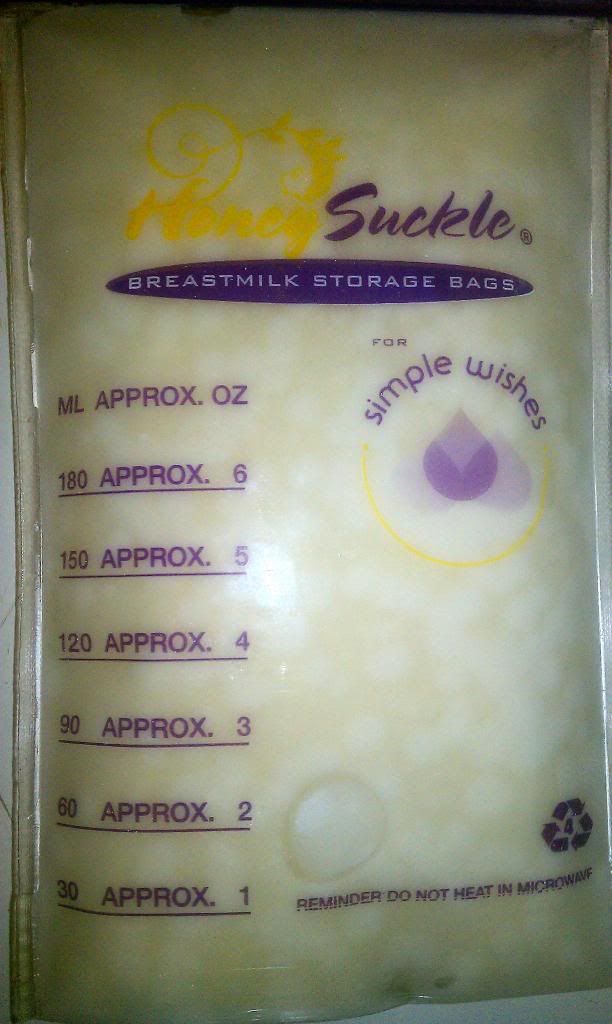 HoneySuckle®
BREASTMILK STORAGE BAGS
FOR
simple wishes
ML APPROX. OZ
180 APPROX. 6
150 APPROX. 5
120 APPROX. 4
90 APPROX. 3
60 APPROX. 2
30 APPROX. 1
4
REMINDER DO NOT HEAT IN MICROWAVE